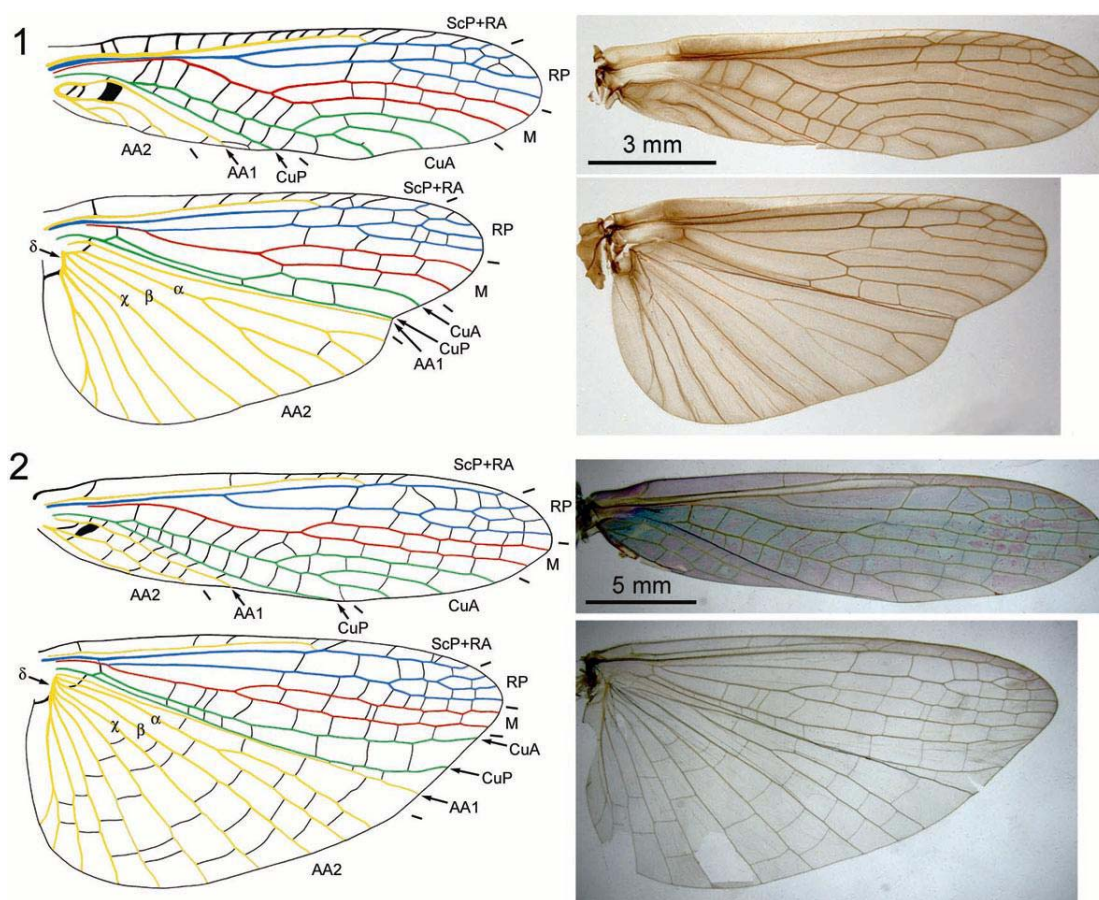 1
ScP+RA
RP
M
CuA
CuP
AA1
AA2
3 mm
ScP+RA
RP
M
CuA
CuP
AA1
AA2
δ
χ β α
2
ScP+RA
RP
M
CuA
CuP
AA1
AA2
5 mm
ScP+RA
RP
M
CuA
CuP
AA1
AA2
δ
χ β α